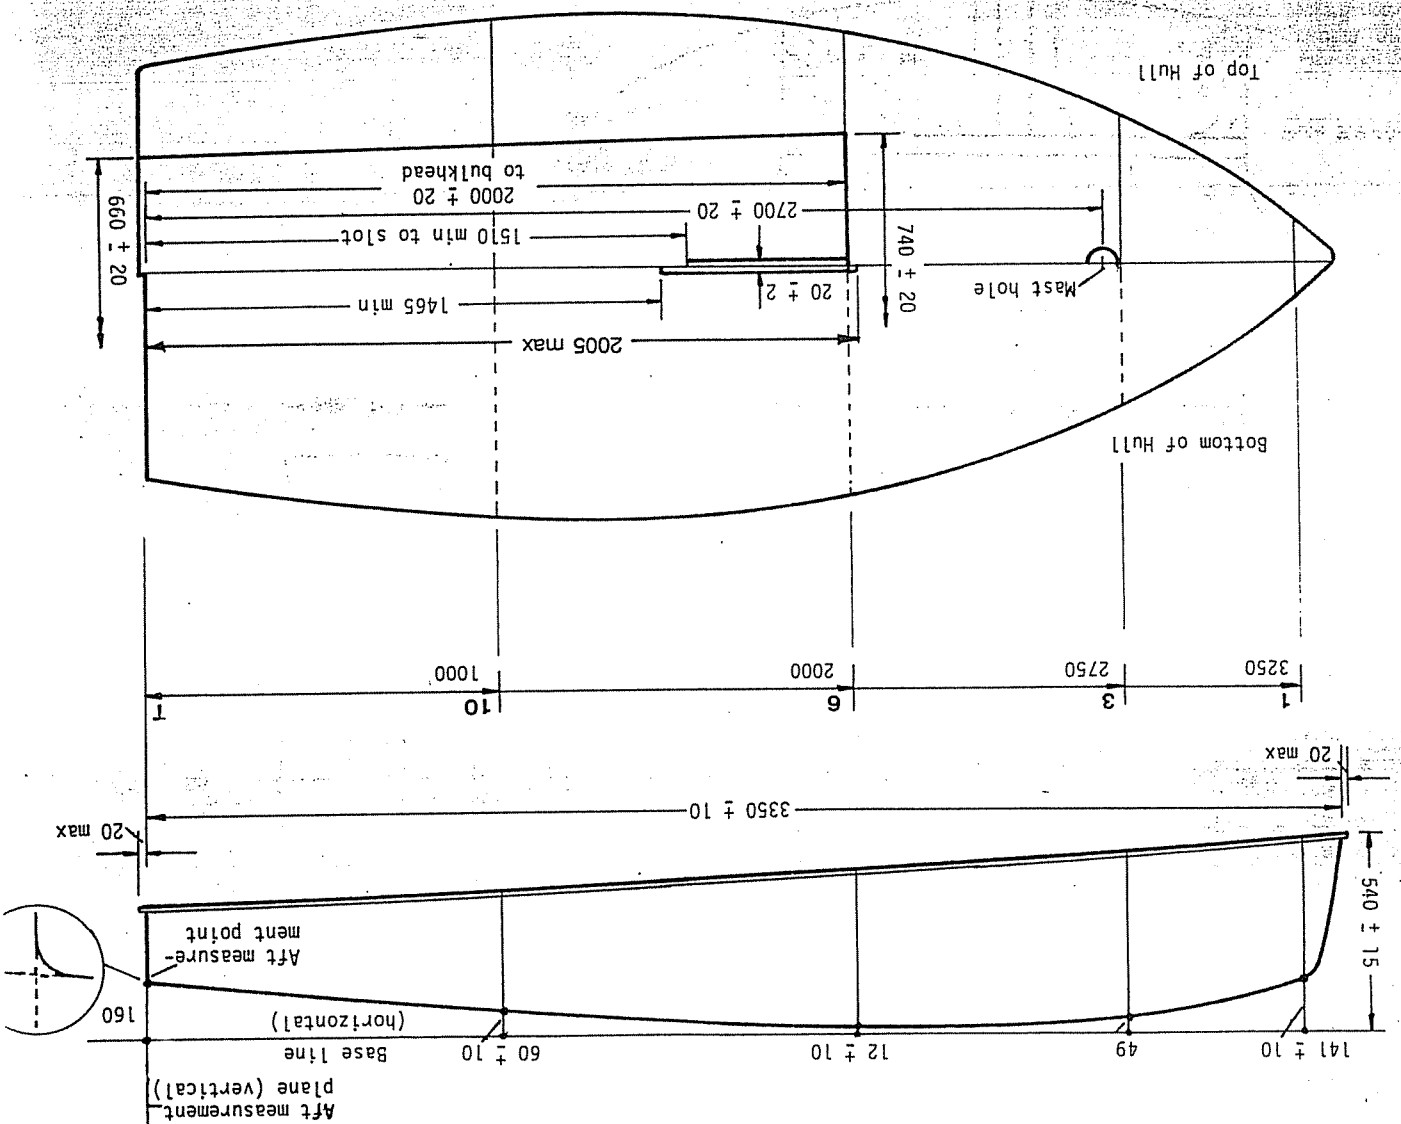 Aft measurement
plane (vertical)
141 ± 10
49
12 ± 10
60 ± 10
Base line
(horizontal)
160
Aft measure-
ment point
540 ± 15
20 max
3350 ± 10
20 max
1
3
6
10
T
3250
2750
2000
1000
Bottom of Hull
2005 max
1465 min
20 ± 2
Mast hole
740 ± 20
660 ± 20
1510 min to slot
2700 ± 20
2000 ± 20
to bulkhead
Top of Hull